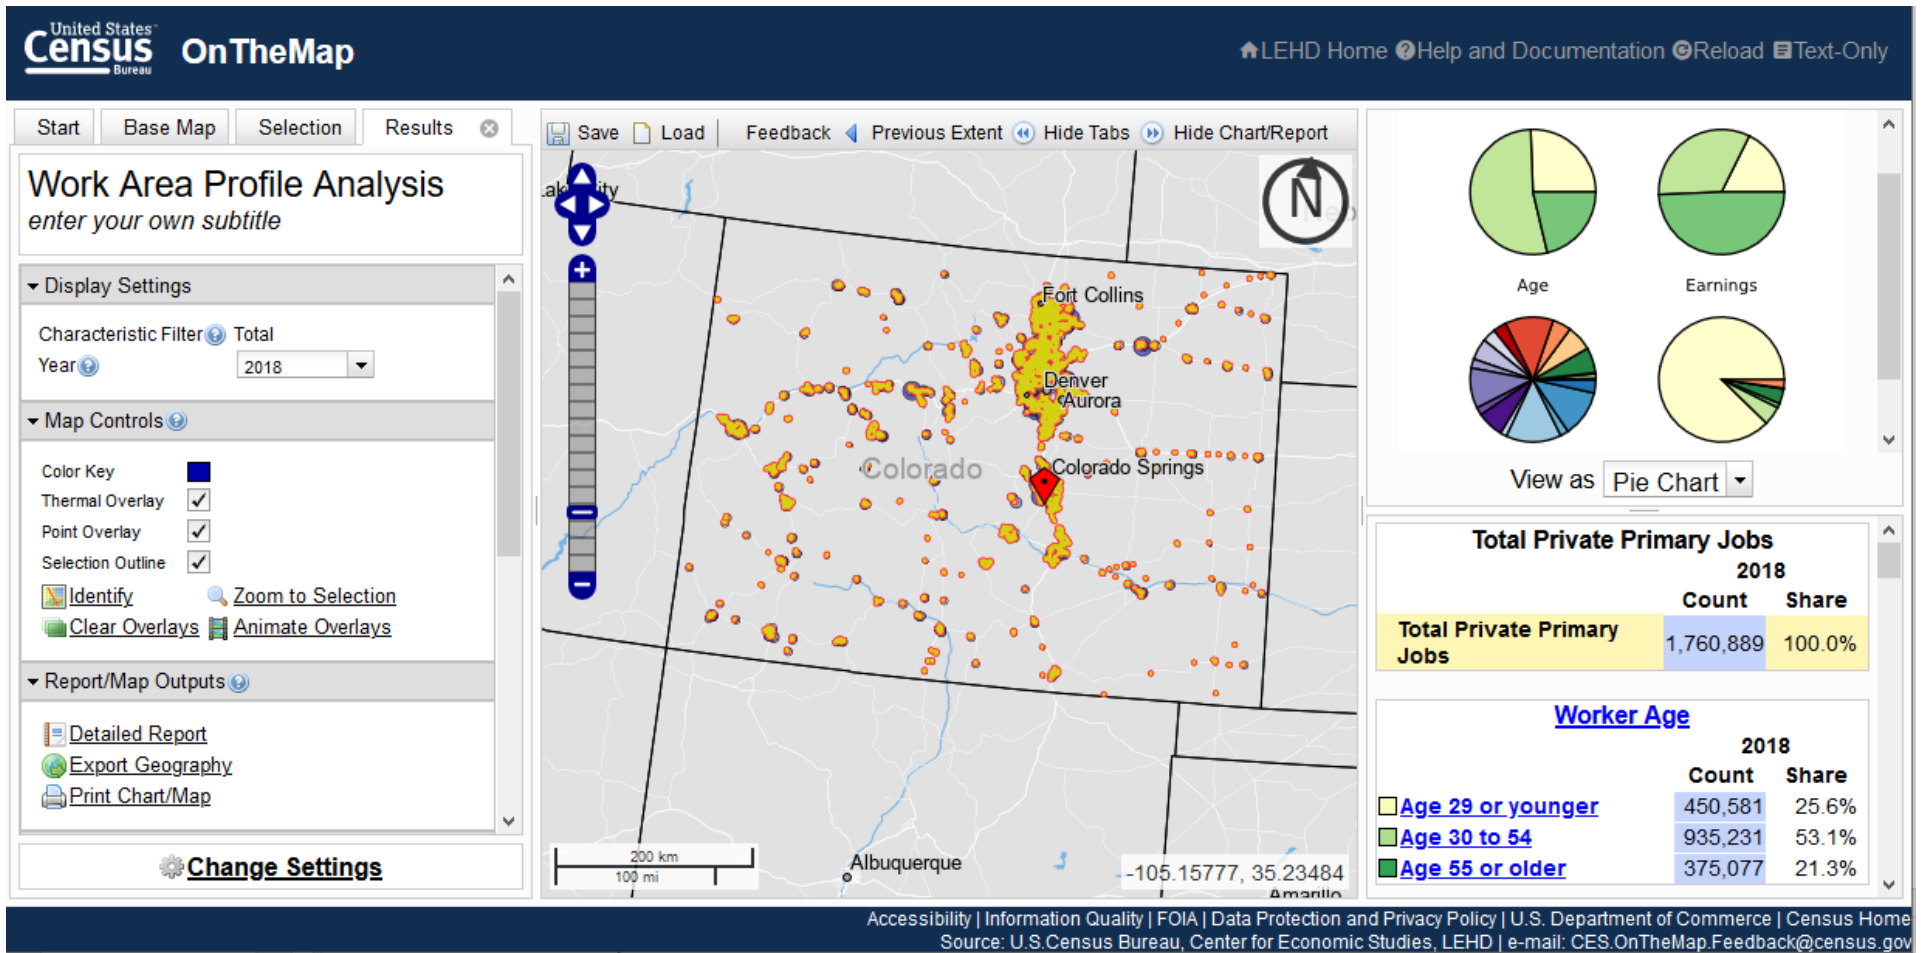 United States™
Census
Bureau
OnTheMap
LEHD Home Help and Documentation Reload Text-Only
Start Base Map Selection Results
Work Area Profile Analysis
enter your own subtitle
Display Settings
Characteristic Filter Total
Year 2018
Map Controls
Color Key
Thermal Overlay
Point Overlay
Selection Outline
Identify Zoom to Selection
Clear Overlays Animate Overlays
Report/Map Outputs
Detailed Report
Export Geography
Print Chart/Map
Change Settings
Save Load Feedback Previous Extent Hide Tabs Hide Chart/Report
N
Fort Collins
Denver
Aurora
Colorado
Colorado Springs
Albuquerque
Amarillo
200 km
100 mi
-105.15777, 35.23484
Age
Earnings
View as Pie Chart
Total Private Primary Jobs
2018
Count Share
Total Private Primary
Jobs
1,760,889 100.0%
Worker Age
2018
Count Share
Age 29 or younger 450,581 25.6%
Age 30 to 54 935,231 53.1%
Age 55 or older 375,077 21.3%
Accessibility | Information Quality | FOIA | Data Protection and Privacy Policy | U.S. Department of Commerce | Census Home
Source: U.S.Census Bureau, Center for Economic Studies, LEHD | e-mail: CES.OnTheMap.Feedback@census.gov